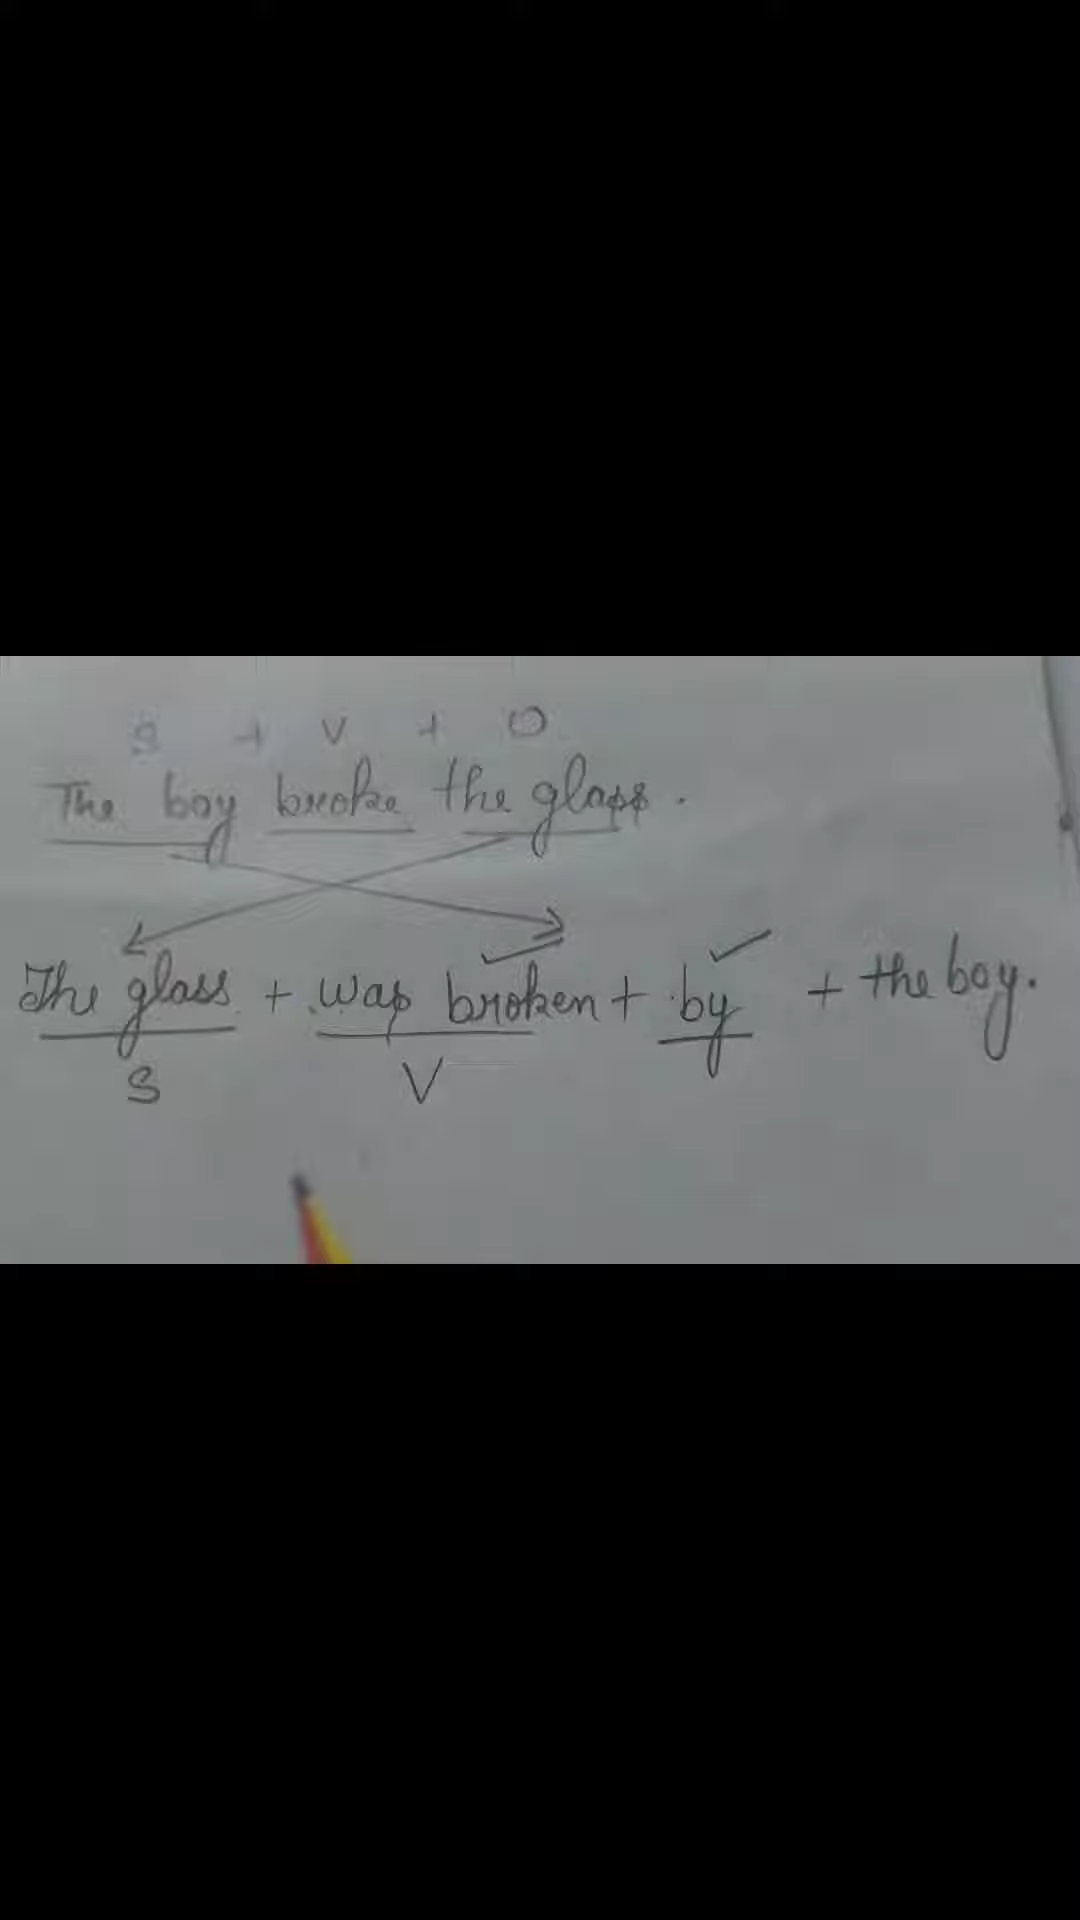 S + V + O
The boy broke the glass.
The glass + was broken + by + the boy.
S V